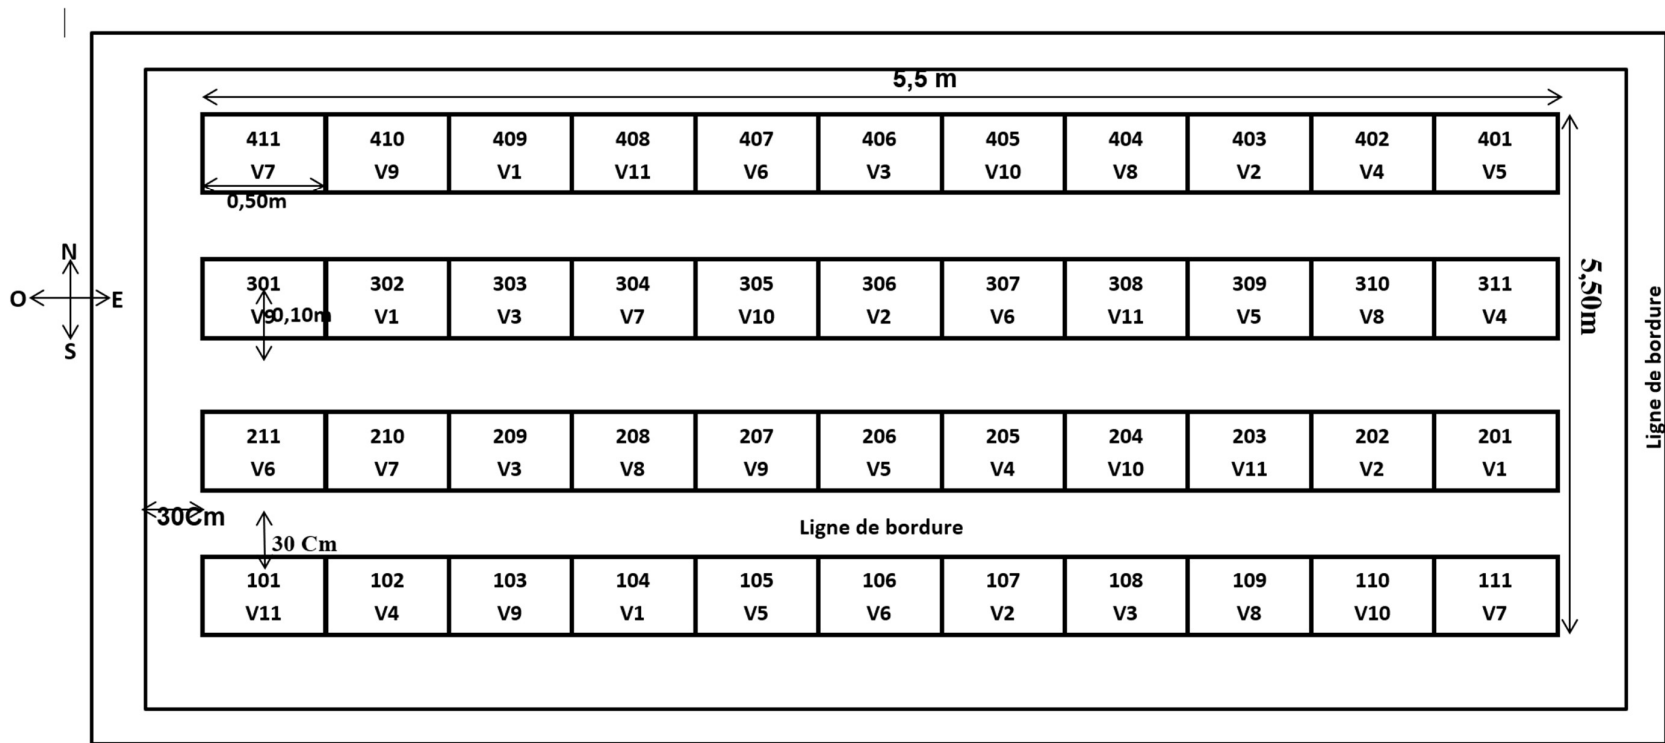 5,5 m
411 410 409 408 407 406 405 404 403 402 401
V7 V9 V1 V11 V6 V3 V10 V8 V2 V4 V5
0,50m
N
O E
S
301 302 303 304 305 306 307 308 309 310 311
V9 V1 V3 V7 V10 V2 V6 V11 V5 V8 V4
0,10m
5,50m
Ligne de bordure
211 210 209 208 207 206 205 204 203 202 201
V6 V7 V3 V8 V9 V5 V4 V10 V11 V2 V1
30Cm
Ligne de bordure
30 Cm
101 102 103 104 105 106 107 108 109 110 111
V11 V4 V9 V1 V5 V6 V2 V3 V8 V10 V7